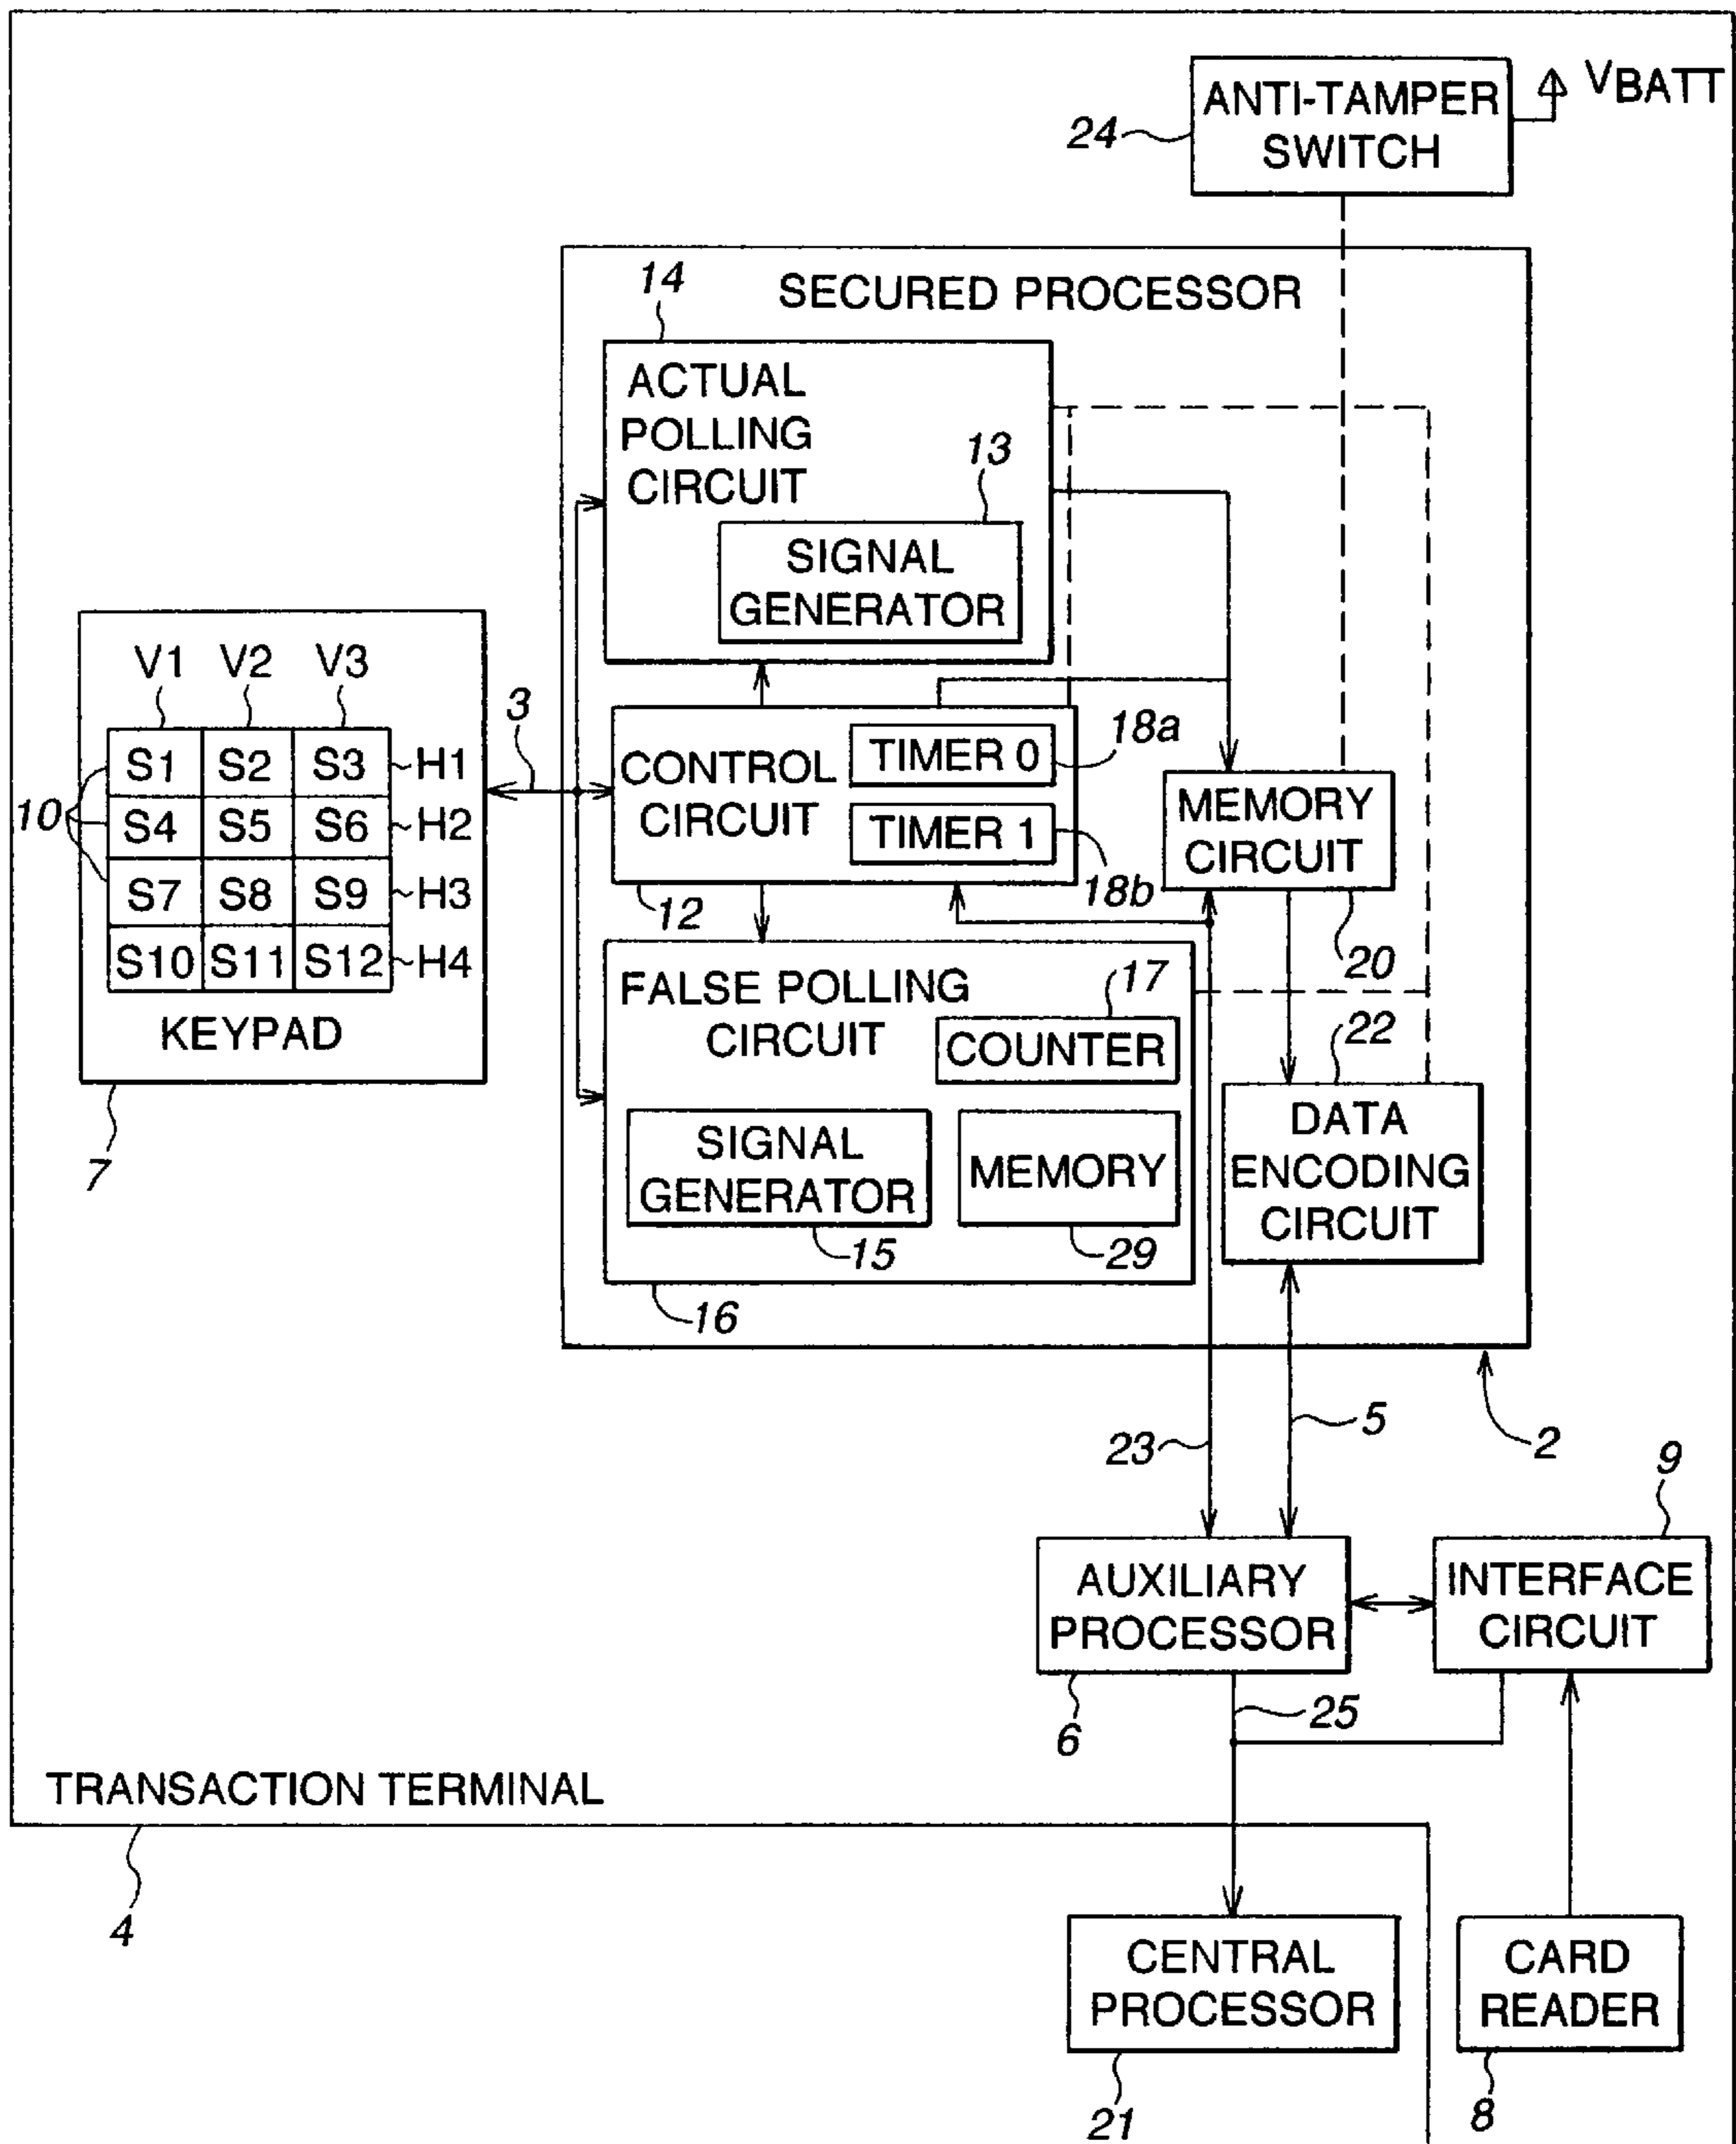 ANTI-TAMPER
SWITCH
VBATT
24
SECURED PROCESSOR
14
ACTUAL
POLLING
CIRCUIT
13
SIGNAL
GENERATOR
V1 V2 V3
3
S1 S2 S3 H1
10
S4 S5 S6 H2
S7 S8 S9 H3
S10 S11 S12 H4
KEYPAD
7
CONTROL
CIRCUIT
TIMER 0
18a
TIMER 1
18b
12
MEMORY
CIRCUIT
20
FALSE POLLING
CIRCUIT
17
COUNTER
SIGNAL
GENERATOR
15
MEMORY
29
16
22
DATA
ENCODING
CIRCUIT
23
5
2
9
AUXILIARY
PROCESSOR
6
INTERFACE
CIRCUIT
25
TRANSACTION TERMINAL
4
CENTRAL
PROCESSOR
21
CARD
READER
8